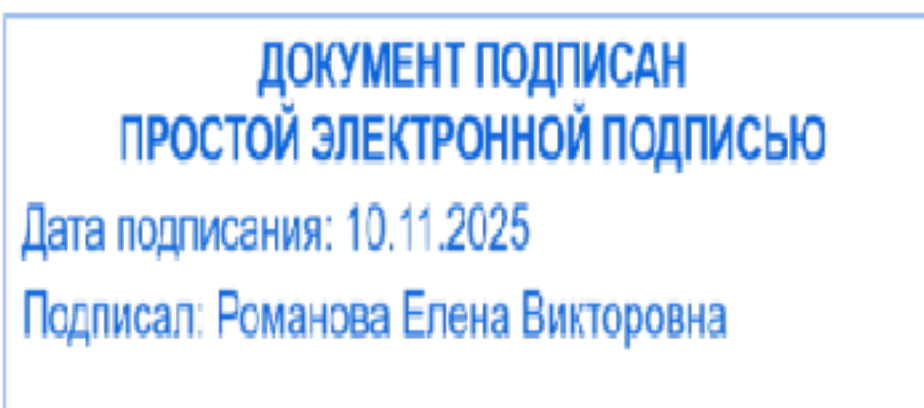 ДОКУМЕНТ ПОДПИСАН
ПРОСТОЙ ЭЛЕКТРОННОЙ ПОДПИСЬЮ
Дата подписания: 10.11.2025
Подписал: Романова Елена Викторовна